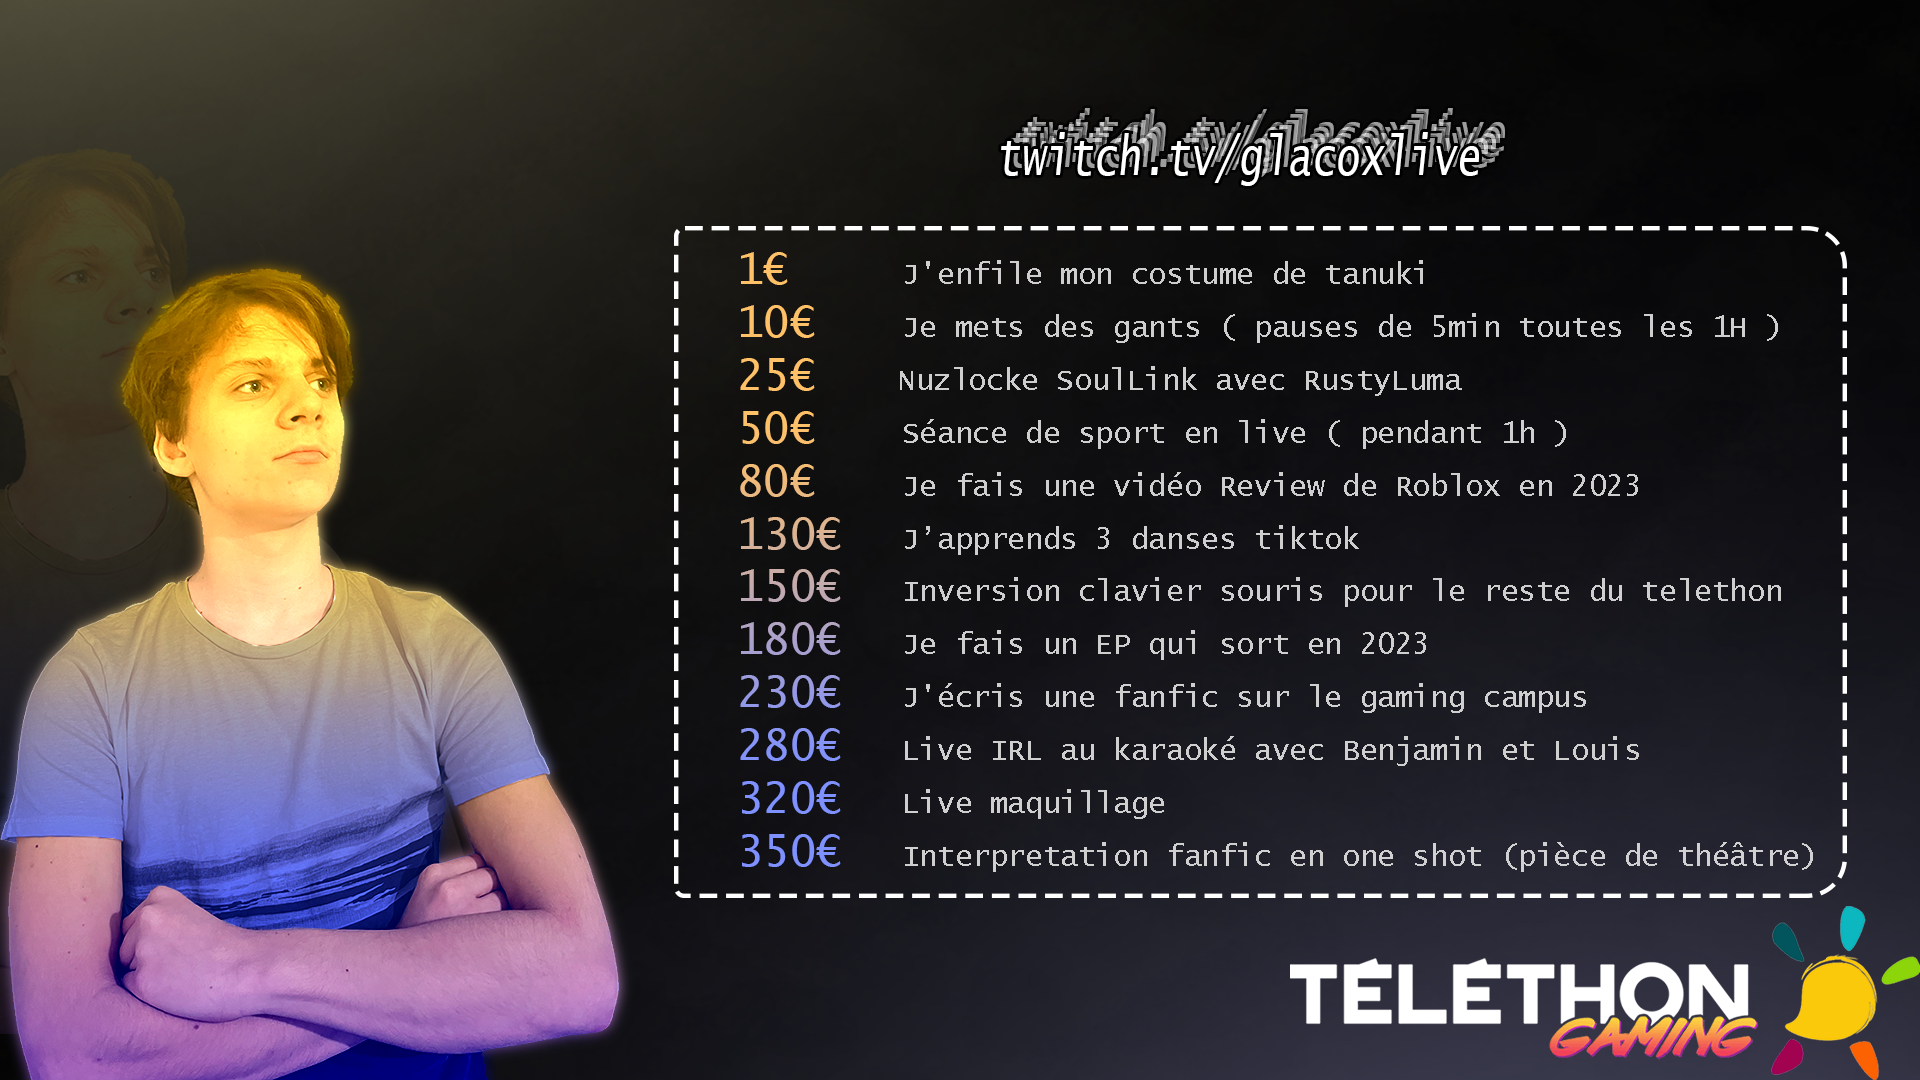 twitch.tv/glacoxlive
1€ J'enfile mon costume de tanuki
10€ Je mets des gants ( pauses de 5min toutes les 1H )
25€ Nuzlocke SoulLink avec RustyLuma
50€ Séance de sport en live ( pendant 1h )
80€ Je fais une vidéo Review de Roblox en 2023
130€ J’apprends 3 danses tiktok
150€ Inversion clavier souris pour le reste du telethon
180€ Je fais un EP qui sort en 2023
230€ J'écris une fanfic sur le gaming campus
280€ Live IRL au karaoké avec Benjamin et Louis
320€ Live maquillage
350€ Interpretation fanfic en one shot (pièce de théâtre)
TÉLÉTHON
GAMING